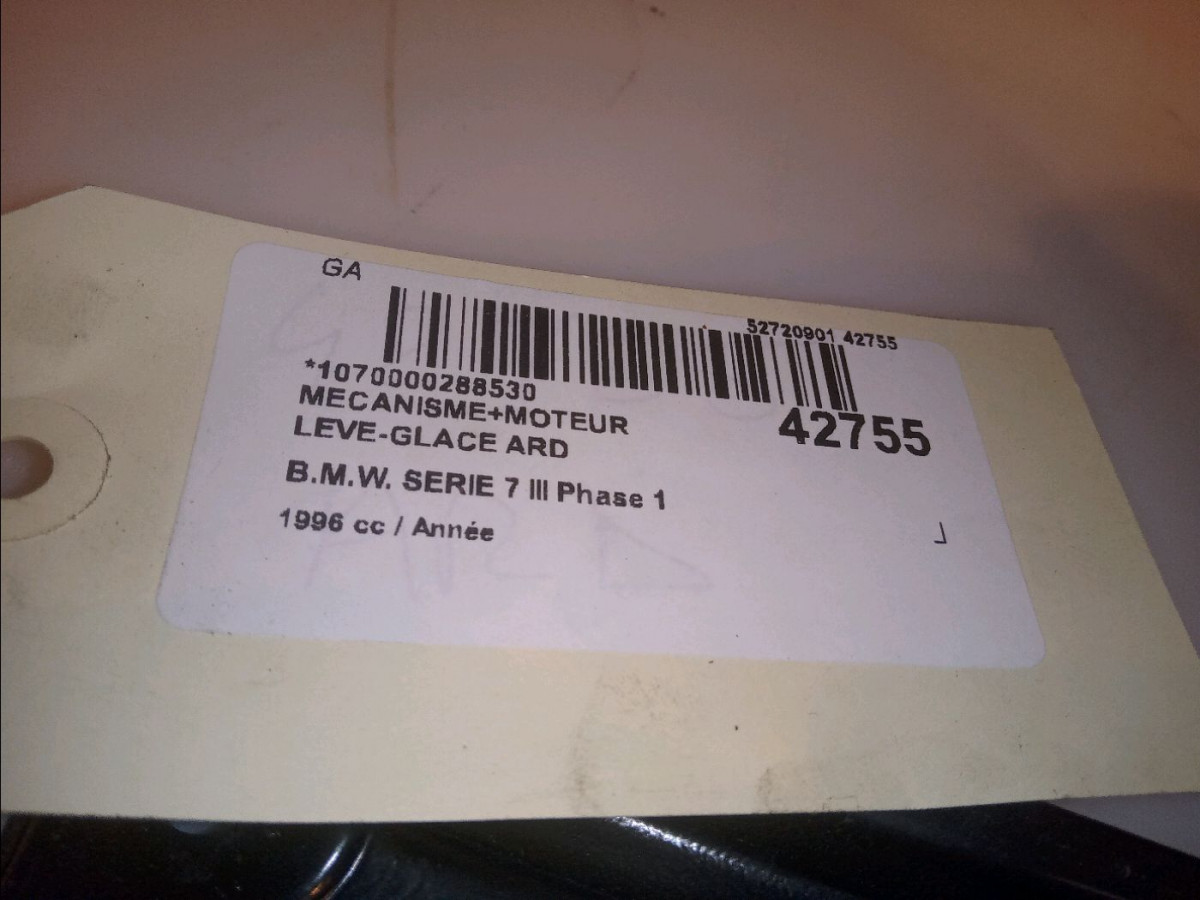 GA
52720901 42755
*1070000288530
MECANISME+MOTEUR
42755
LEVE-GLACE ARD
B.M.W. SERIE 7 III Phase 1
1996 cc / Année